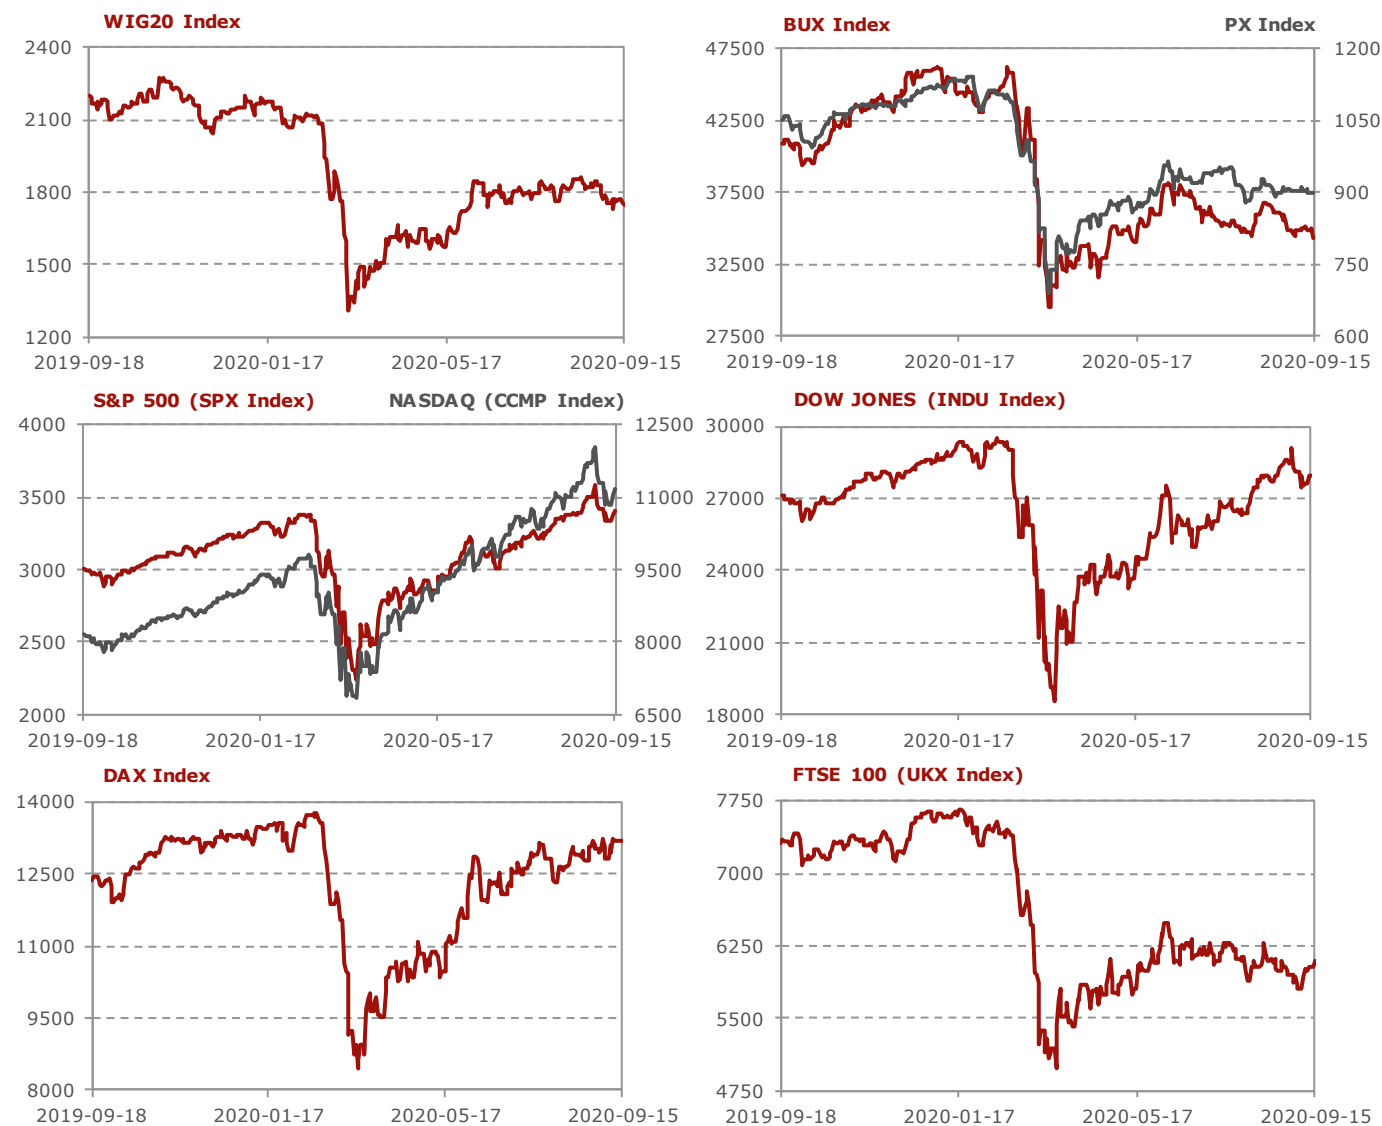 WIG20 Index
2400
2100
1800
1500
1200
2019-09-18 2020-01-17 2020-05-17 2020-09-15
BUX Index PX Index
47500 1200
42500 1050
37500 900
32500 750
27500 600
2019-09-18 2020-01-17 2020-05-17 2020-09-15
S&P 500 (SPX Index) NASDAQ (CCMP Index)
4000 12500
3500 11000
3000 9500
2500 8000
2000 6500
2019-09-18 2020-01-17 2020-05-17 2020-09-15
DOW JONES (INDU Index)
30000
27000
24000
21000
18000
2019-09-18 2020-01-17 2020-05-17 2020-09-15
DAX Index
14000
12500
11000
9500
8000
2019-09-18 2020-01-17 2020-05-17 2020-09-15
FTSE 100 (UKX Index)
7750
7000
6250
5500
4750
2019-09-18 2020-01-17 2020-05-17 2020-09-15